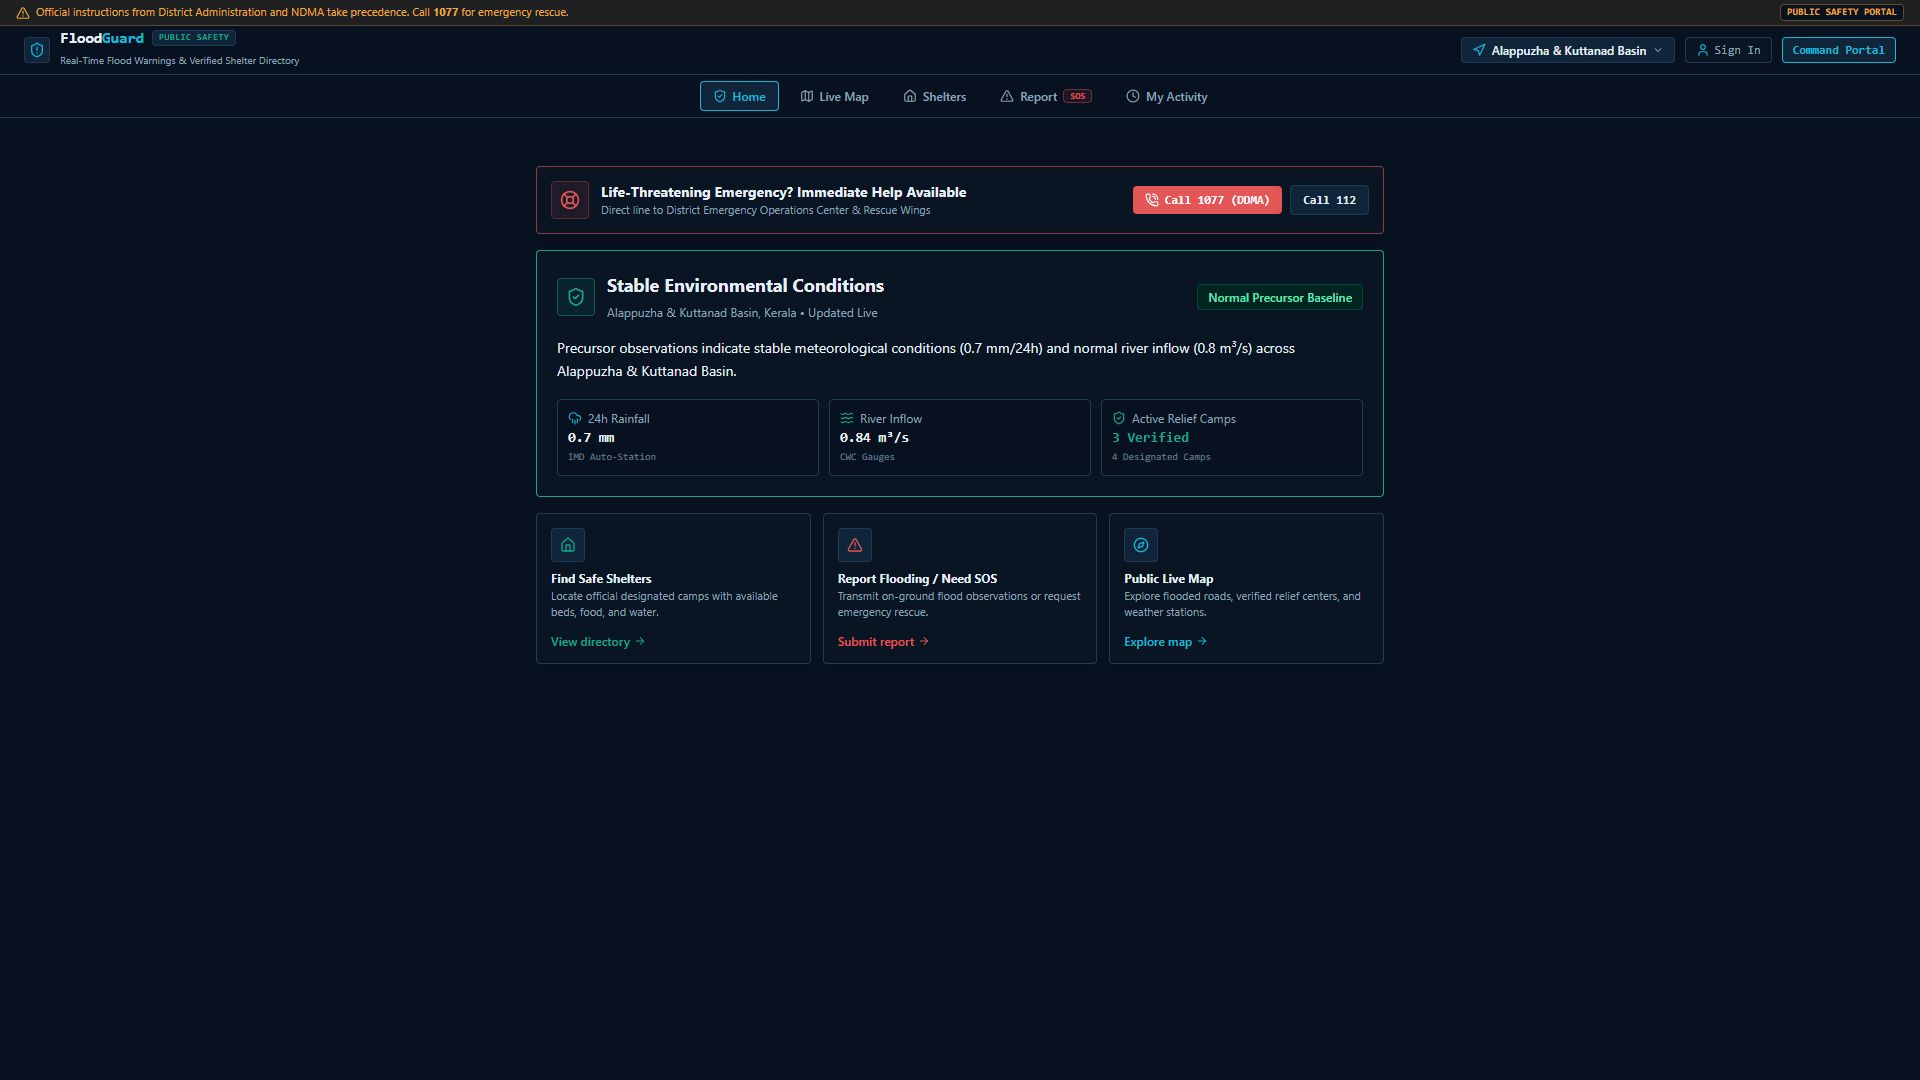 Official instructions from District Administration and NDMA take precedence. Call 1077 for emergency rescue.
PUBLIC SAFETY PORTAL
FloodGuard
PUBLIC SAFETY
Real-Time Flood Warnings & Verified Shelter Directory
Alappuzha & Kuttanad Basin
Sign In
Command Portal
Home
Live Map
Shelters
Report
SOS
My Activity
Life-Threatening Emergency? Immediate Help Available
Direct line to District Emergency Operations Center & Rescue Wings
Call 1077 (DDMA)
Call 112
Stable Environmental Conditions
Alappuzha & Kuttanad Basin, Kerala • Updated Live
Normal Precursor Baseline
Precursor observations indicate stable meteorological conditions (0.7 mm/24h) and normal river inflow (0.8 m³/s) across
Alappuzha & Kuttanad Basin.
24h Rainfall
0.7 mm
IMD Auto-Station
River Inflow
0.84 m³/s
CWC Gauges
Active Relief Camps
3 Verified
4 Designated Camps
Find Safe Shelters
Locate official designated camps with available
beds, food, and water.
View directory →
Report Flooding / Need SOS
Transmit on-ground flood observations or request
emergency rescue.
Submit report →
Public Live Map
Explore flooded roads, verified relief centers, and
weather stations.
Explore map →